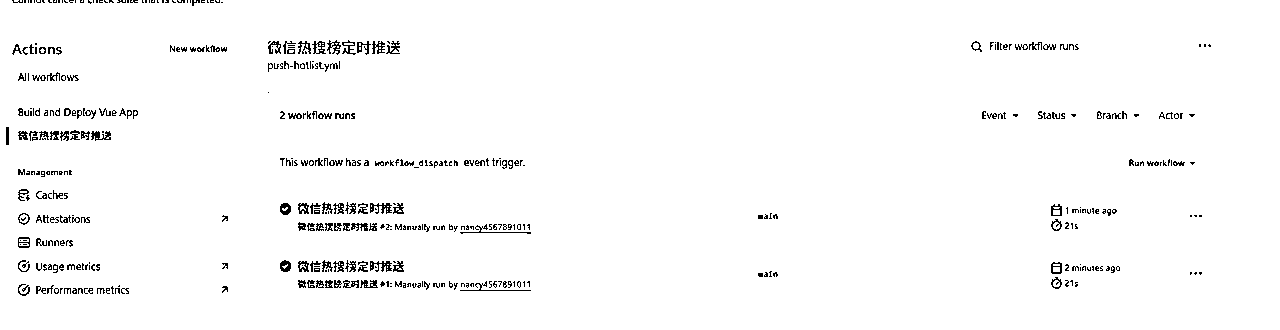 Cannot cancel a check suite that is completed.
Actions
New workflow
All workflows
Build and Deploy Vue App
微信热搜榜定时推送
Management
Caches
Attestations
Runners
Usage metrics
Performance metrics
微信热搜榜定时推送
push-hotlist.yml
Filter workflow runs
2 workflow runs
Event
Status
Branch
Actor
This workflow has a workflow_dispatch event trigger.
Run workflow
微信热搜榜定时推送
微信热搜榜定时推送 #2: Manually run by nancy4567891011
main
1 minute ago
21s
微信热搜榜定时推送
微信热搜榜定时推送 #1: Manually run by nancy4567891011
main
2 minutes ago
21s